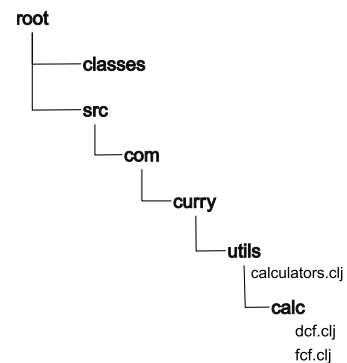 root
classes
src
com
curry
utils
calculators.clj
calc
dcf.clj
fcf.clj